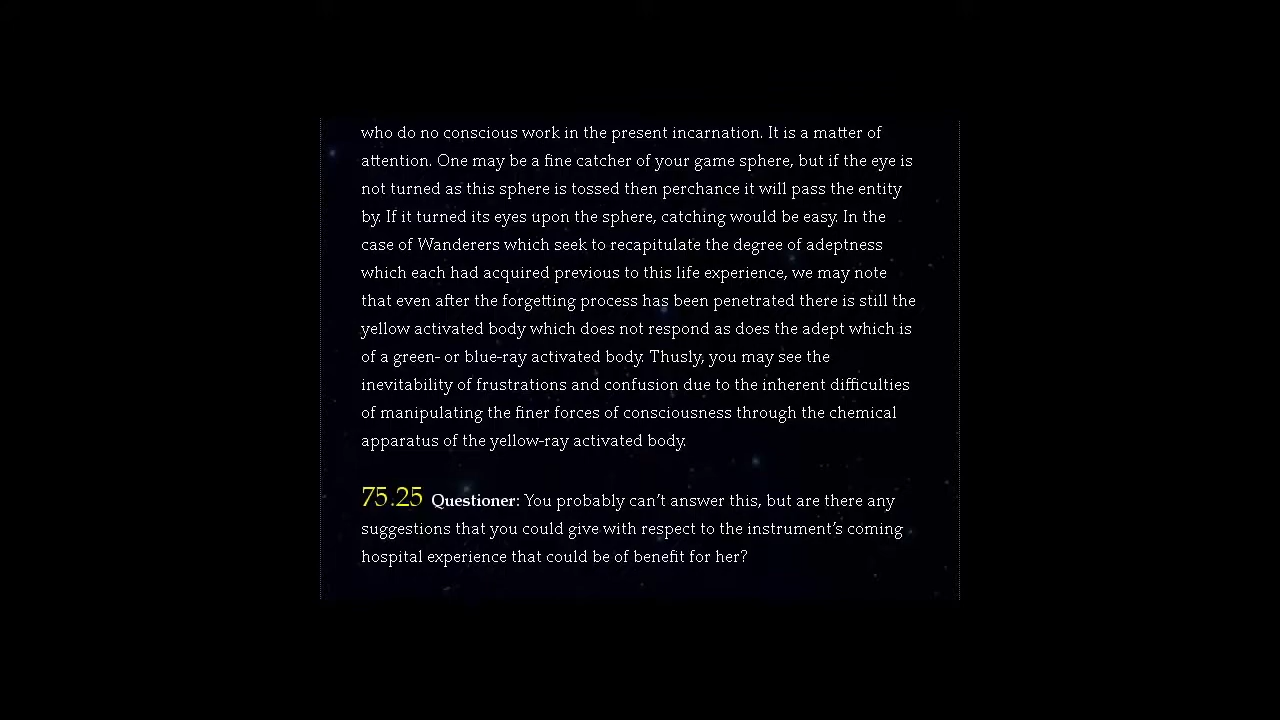 who do no conscious work in the present incarnation. It is a matter of
attention. One may be a fine catcher of your game sphere, but if the eye is
not turned as this sphere is tossed then perchance it will pass the entity
by. If it turned its eyes upon the sphere, catching would be easy. In the
case of Wanderers which seek to recapitulate the degree of adeptness
which each had acquired previous to this life experience, we may note
that even after the forgetting process has been penetrated there is still the
yellow activated body which does not respond as does the adept which is
of a green- or blue-ray activated body. Thusly, you may see the
inevitability of frustrations and confusion due to the inherent difficulties
of manipulating the finer forces of consciousness through the chemical
apparatus of the yellow-ray activated body.
75.25 Questioner: You probably can't answer this, but are there any
suggestions that you could give with respect to the instrument's coming
hospital experience that could be of benefit for her?